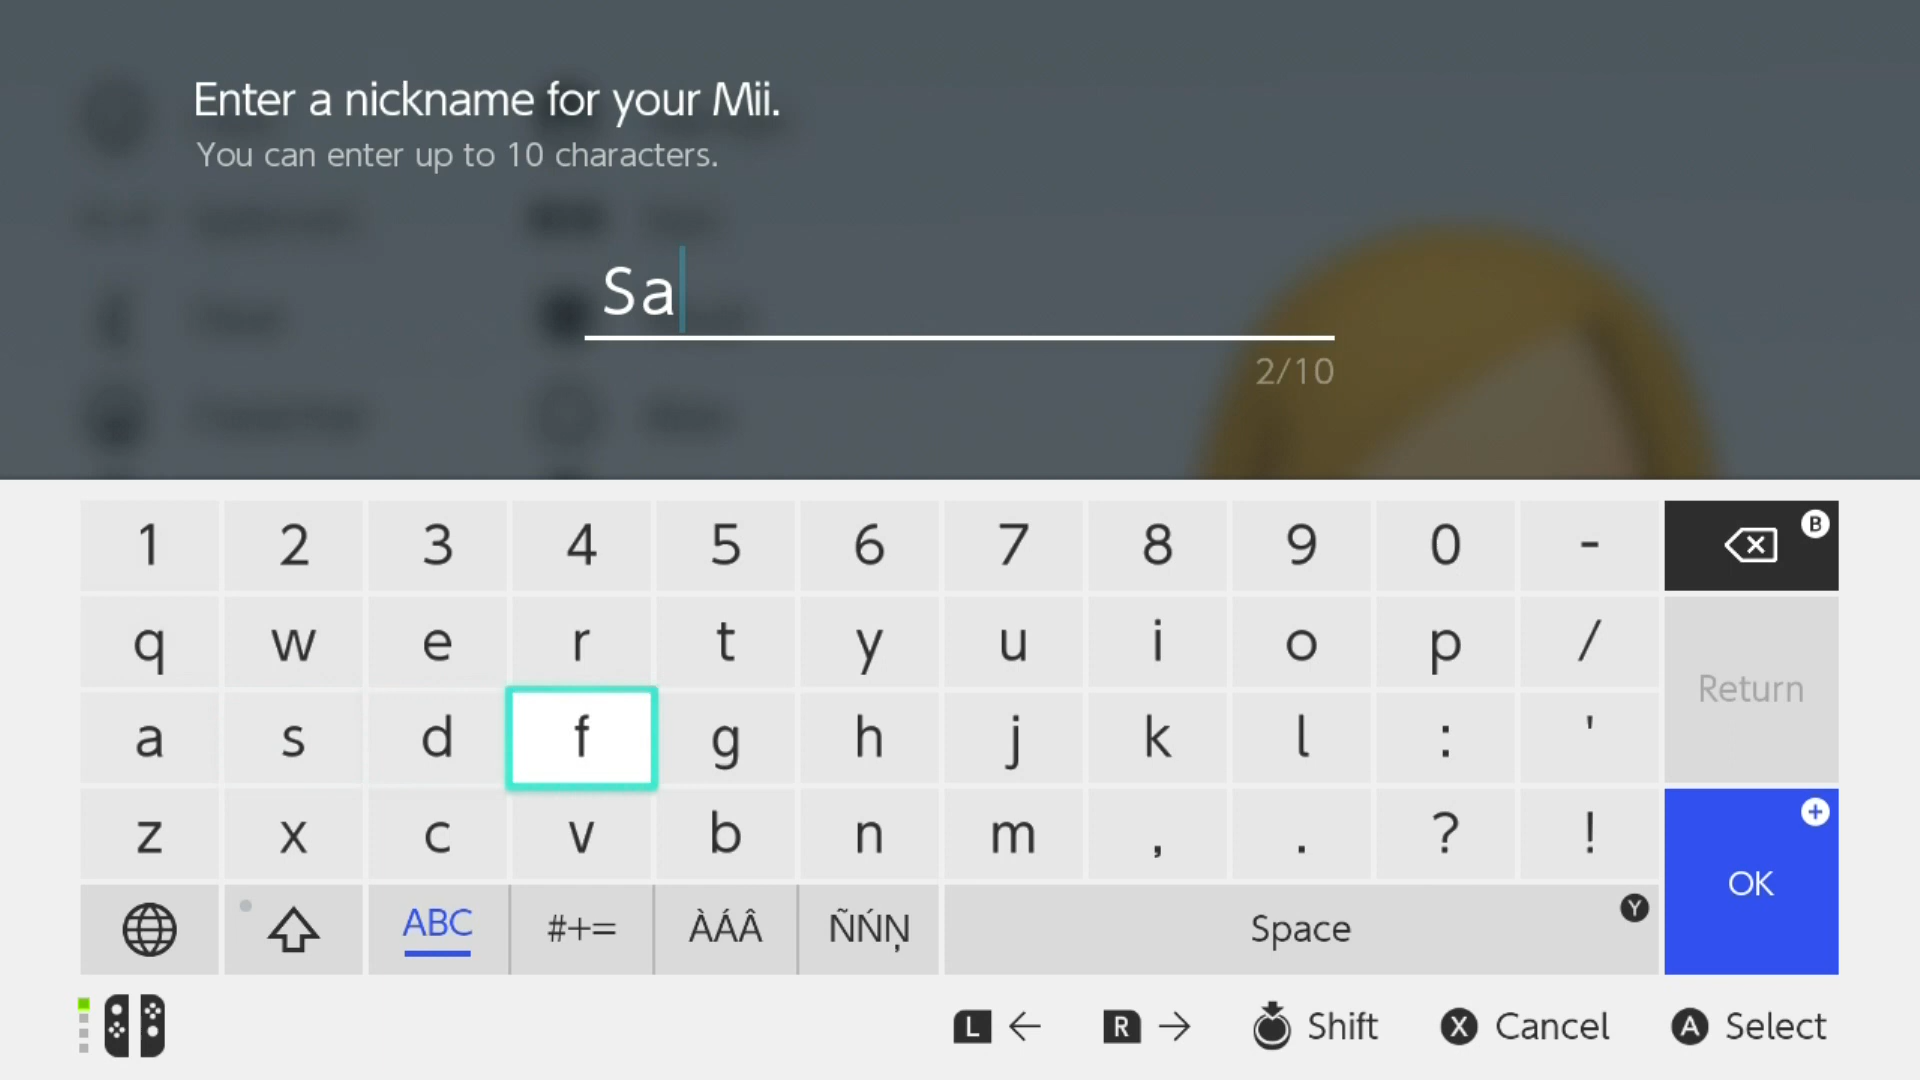 Enter a nickname for your Mii.
You can enter up to 10 characters.
Sa
2/10
1 2 3 4 5 6 7 8 9 0 - B
q w e r t y u i o p /
Return
a s d f g h j k l : '
z x c v b n m , . ? ! +
OK
ABC #+= ÀÁÂ ÑŃŅ Space Y
L ← R → Shift X Cancel A Select